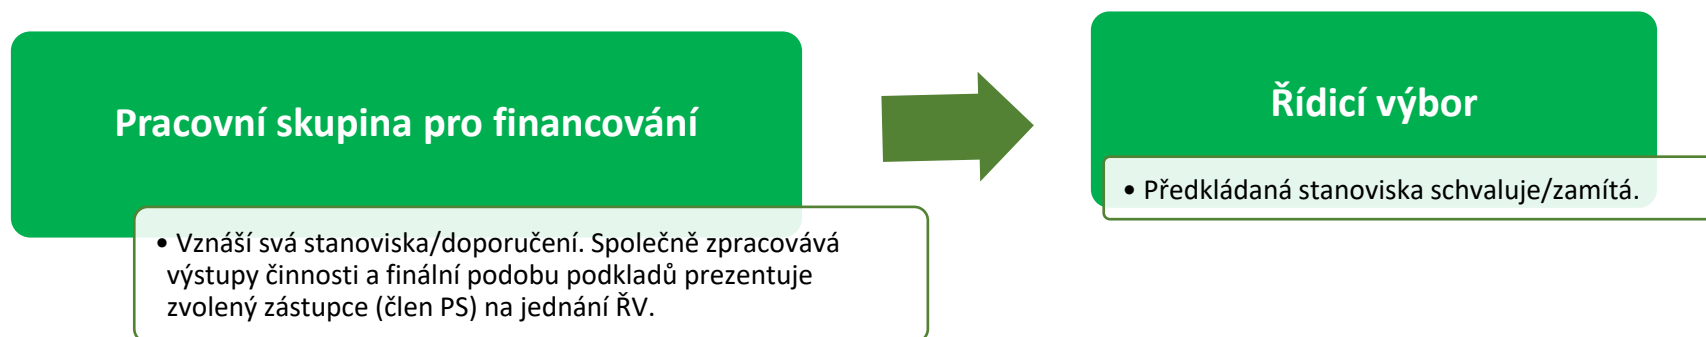 Pracovní skupina pro financování
• Vznáší svá stanoviska/doporučení. Společně zpracovává
výstupy činnosti a finální podobu podkladů prezentuje
zvolený zástupce (člen PS) na jednání ŘV.
Řídicí výbor
• Předkládaná stanoviska schvaluje/zamítá.